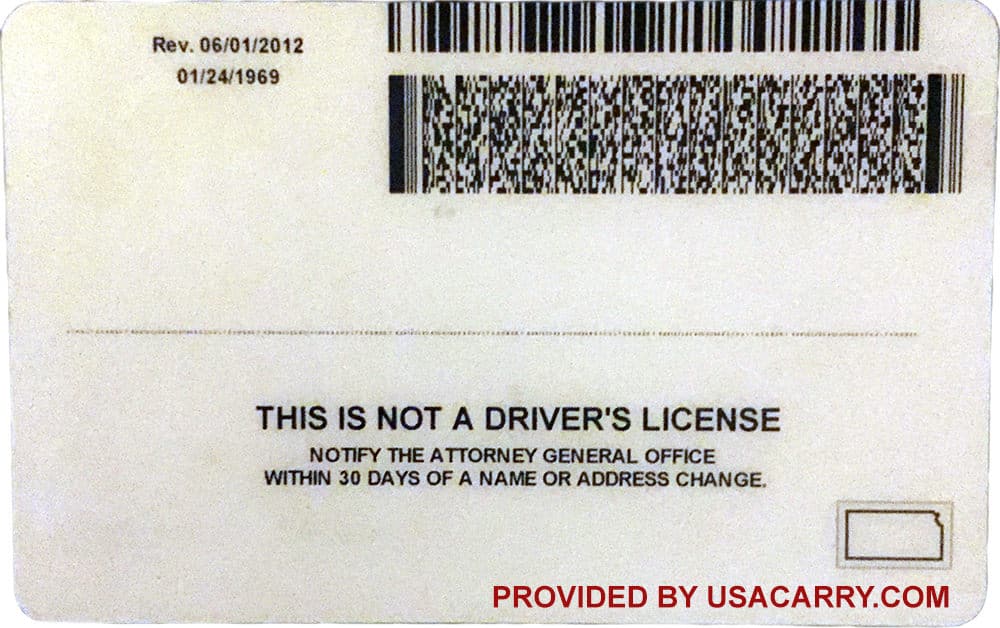 Rev. 06/01/2012
01/24/1969
THIS IS NOT A DRIVER'S LICENSE
NOTIFY THE ATTORNEY GENERAL OFFICE
WITHIN 30 DAYS OF A NAME OR ADDRESS CHANGE.
PROVIDED BY USACARRY.COM